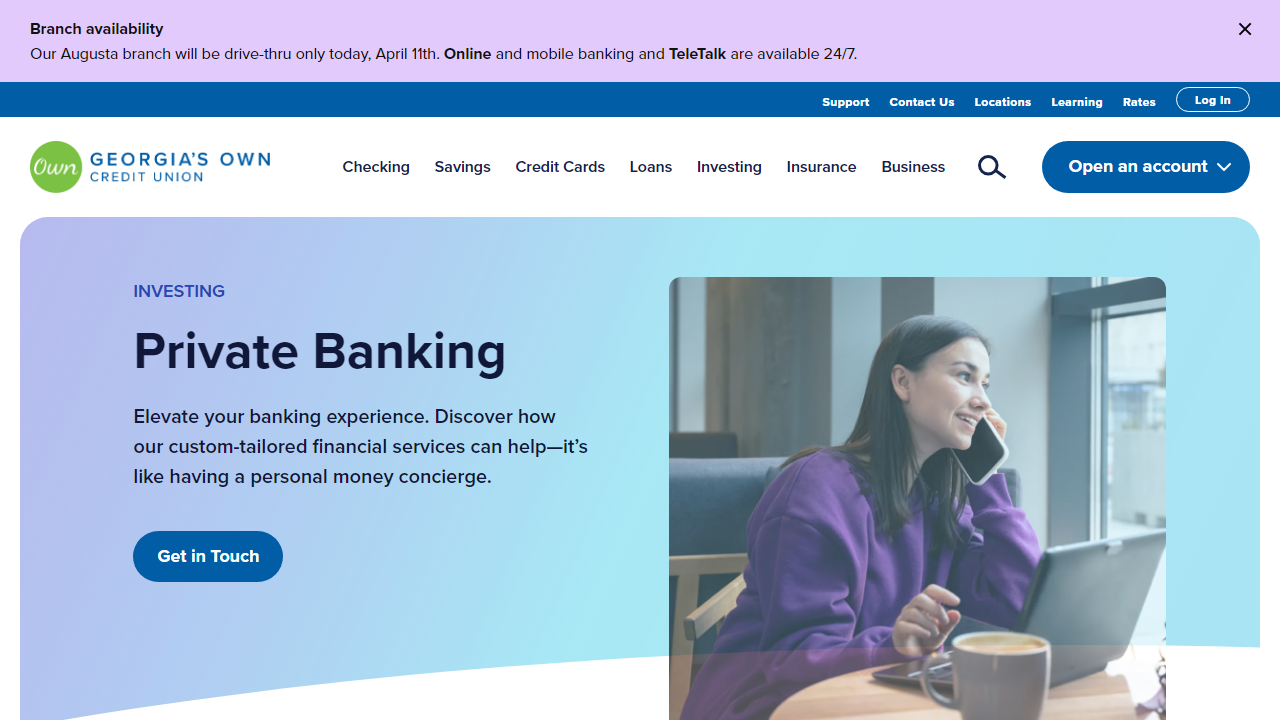 Branch availability
Our Augusta branch will be drive-thru only today, April 11th. Online and mobile banking and TeleTalk are available 24/7.
Support Contact Us Locations Learning Rates Log In
Own GEORGIA'S OWN
CREDIT UNION
Checking Savings Credit Cards Loans Investing Insurance Business Open an account
INVESTING
Private Banking
Elevate your banking experience. Discover how
our custom-tailored financial services can help—it’s
like having a personal money concierge.
Get in Touch